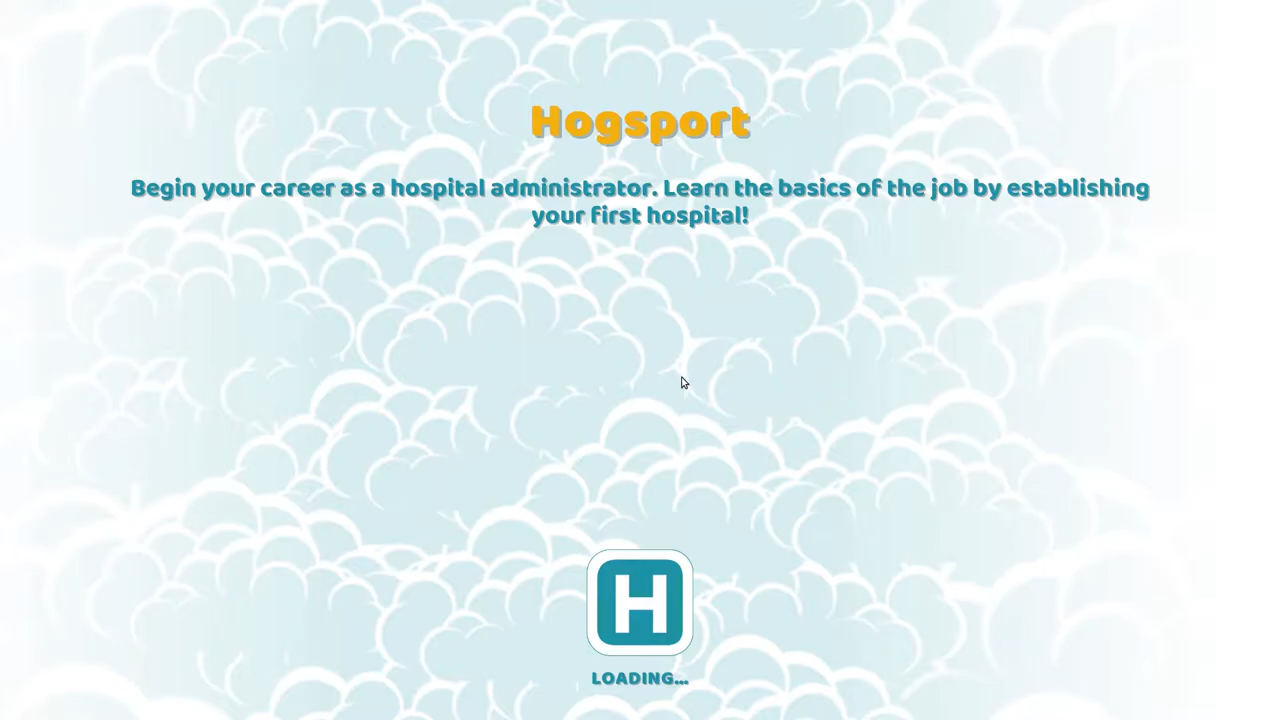 Hogsport
Begin your career as a hospital administrator. Learn the basics of the job by establishing
your first hospital!
H
LOADING...